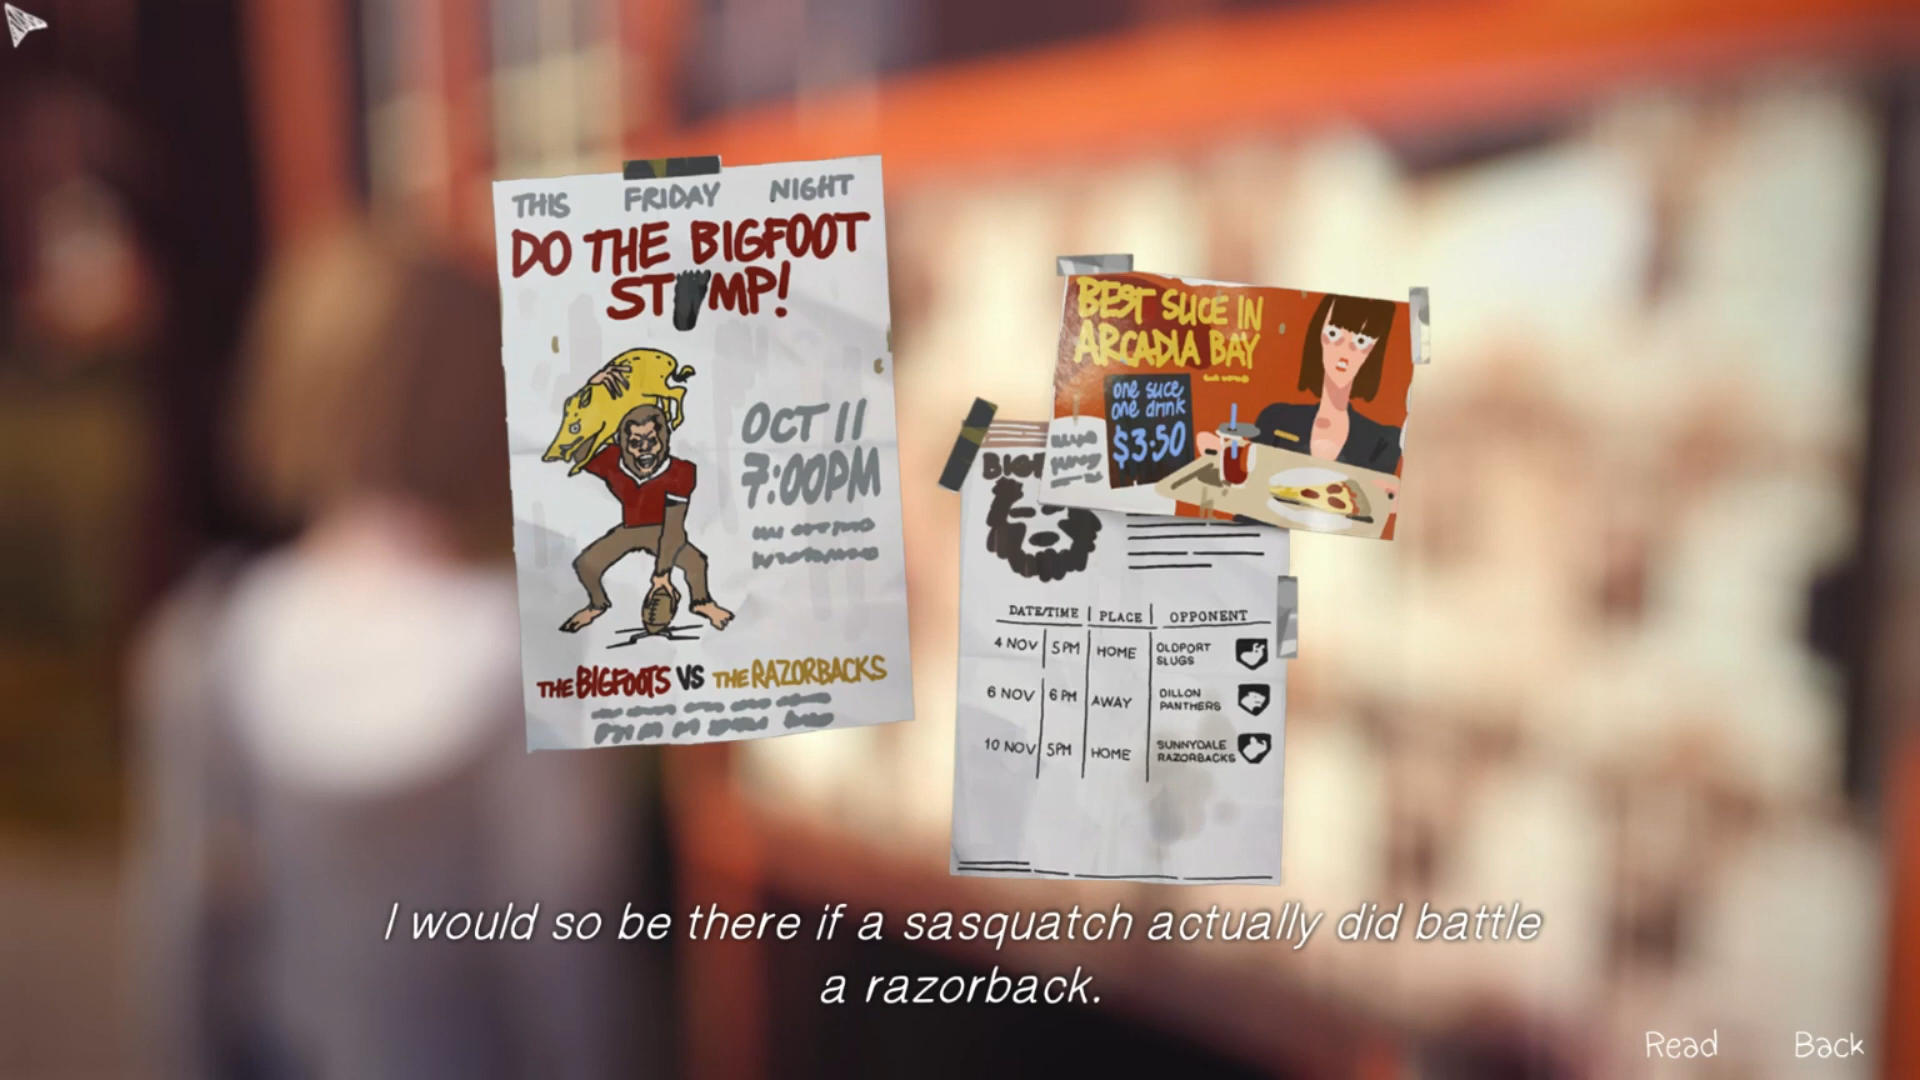 THIS FRIDAY NIGHT
DO THE BIGFOOT
ST MP!
OCT 11
7:00PM
THE BIGFOOTS VS THE RAZORBACKS
BEST SLICE IN
ARCADIA BAY
one slice
one drink
$3.50
DATE/TIME PLACE OPPONENT
4 NOV 5PM HOME OLDPORT SLUGS
6 NOV 6PM AWAY DILLON PANTHERS
10 NOV 5PM HOME SUNNYDALE RAZORBACKS
I would so be there if a sasquatch actually did battle
a razorback.
Read Back